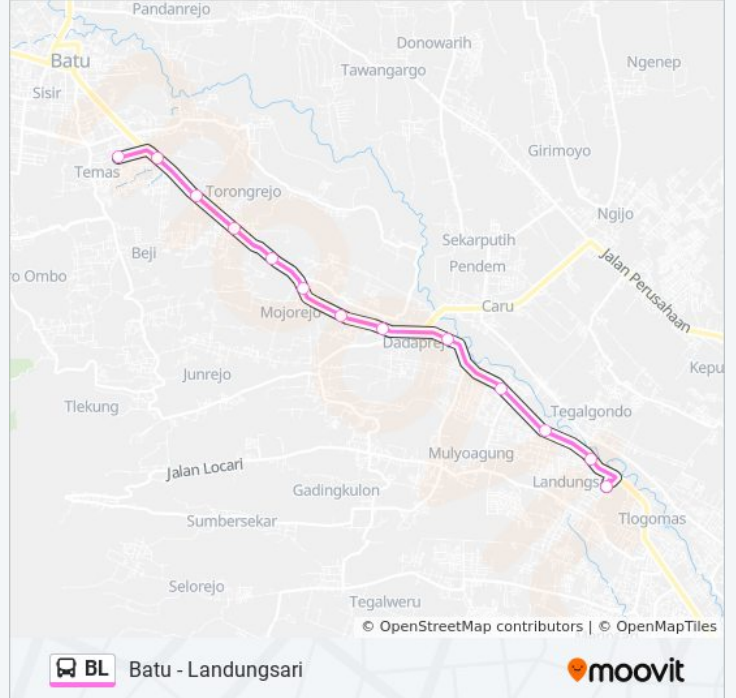 Pandanrejo
Donowarih
Batu
Ngenep
Tawangargo
Sisir
Girimoyo
Temas
Torongrejo
Ngijo
Sekarputih
Beji
Pendem
ro Ombo
Jalan Perusahaan
Caru
Mojorejo
Dadaprejo
Kepu
Junrejo
Tlekung
Tegalgondo
Mulyoagung
Jalan Locari
Landungs
Gadingkulon
Sumbersekar
Tlogomas
Selorejo
Tegalweru
© OpenStreetMap contributors | © OpenMapTiles
BL Batu - Landungsari
moovit